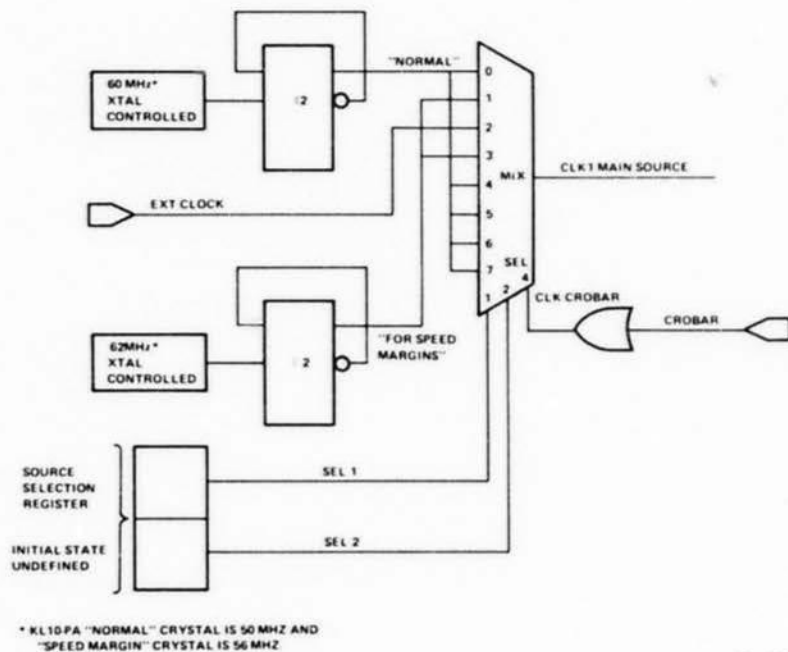 "NORMAL"
60 MHz*
XTAL
CONTROLLED
2
0
1
2
3
4
5
6
7
MIX
SEL
1
2
4
CLK1 MAIN SOURCE
EXT CLOCK
CLK CROBAR
CROBAR
62MHz*
XTAL
CONTROLLED
2
"FOR SPEED
MARGINS"
SOURCE
SELECTION
REGISTER
SEL 1
INITIAL STATE
UNDEFINED
SEL 2
* KL10-PA "NORMAL" CRYSTAL IS 50 MHZ AND
"SPEED MARGIN" CRYSTAL IS 56 MHZ.